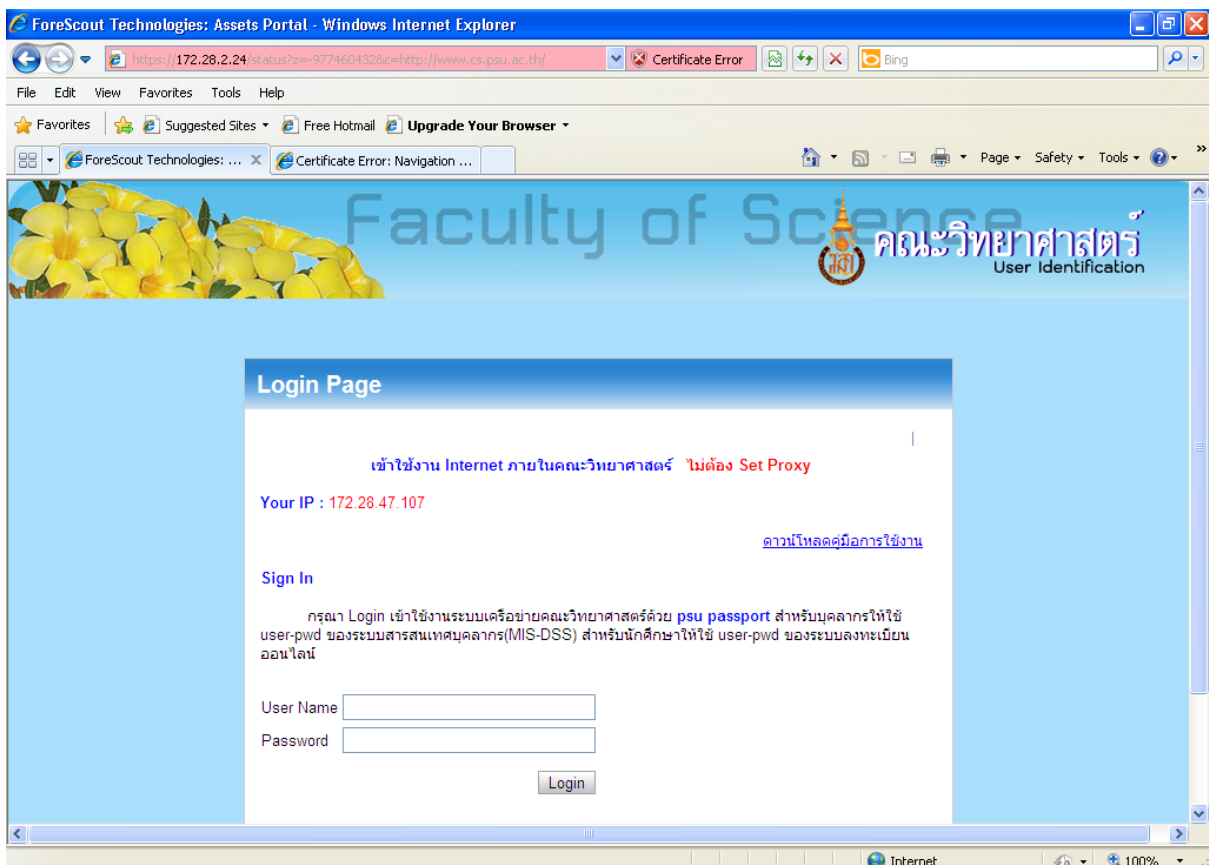 ForeScout Technologies: Assets Portal - Windows Internet Explorer
https://172.28.2.24/status?z=-977460432&c=http://www.cs.psu.ac.th/ Certificate Error Bing
File Edit View Favorites Tools Help
Favorites Suggested Sites Free Hotmail Upgrade Your Browser
ForeScout Technologies: ... Certificate Error: Navigation ... Page Safety Tools
Faculty of Science
คณะวิทยาศาสตร์
User Identification
Login Page
เข้าใช้งาน Internet ภายในคณะวิทยาศาสตร์ ไม่ต้อง Set Proxy
Your IP : 172.28.47.107
ดาวน์โหลดคู่มือการใช้งาน
Sign In
กรุณา Login เข้าใช้งานระบบเครือข่ายคณะวิทยาศาสตร์ด้วย psu passport สำหรับบุคลากรให้ใช้
user-pwd ของระบบสารสนเทศบุคลากร(MIS-DSS) สำหรับนักศึกษาให้ใช้ user-pwd ของระบบลงทะเบียน
ออนไลน์
User Name
Password
Login
Internet 100%